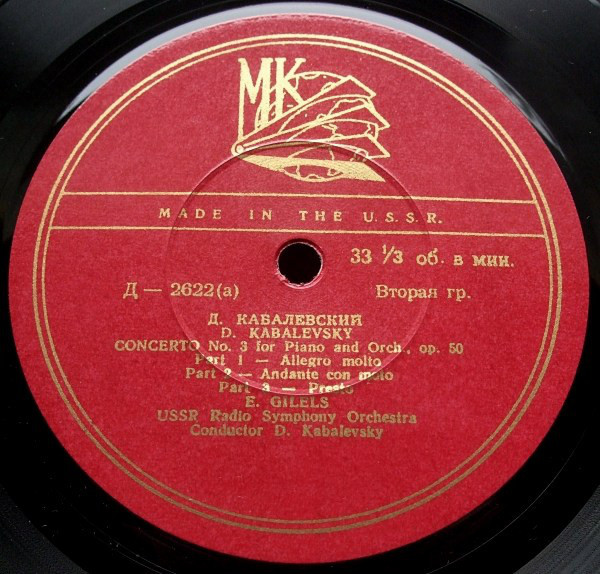 МК
MADE IN THE U.S.S.R.
33 ⅓ об. в мин.
Д — 2622(а) Вторая гр.
Д. КАБАЛЕВСКИЙ
D. KABALEVSKY
CONCERTO No. 3 for Piano and Orch., op. 50
Part 1 — Allegro molto
Part 2 — Andante con moto
Part 3 — Presto
E. GILELS
USSR Radio Symphony Orchestra
Conductor D. Kabalevsky